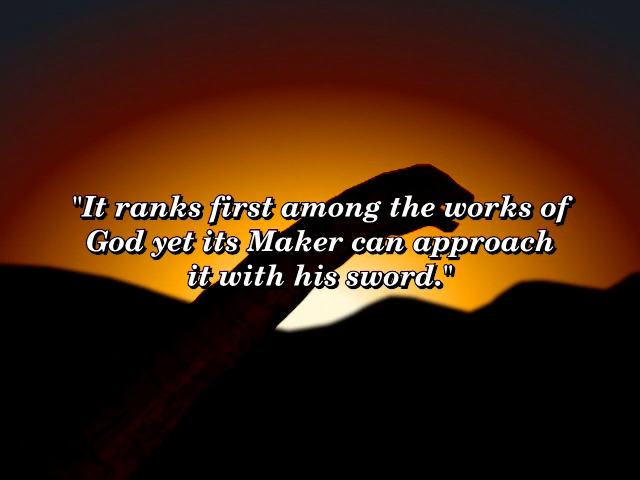 "It ranks first among the works of
God yet its Maker can approach
it with his sword."